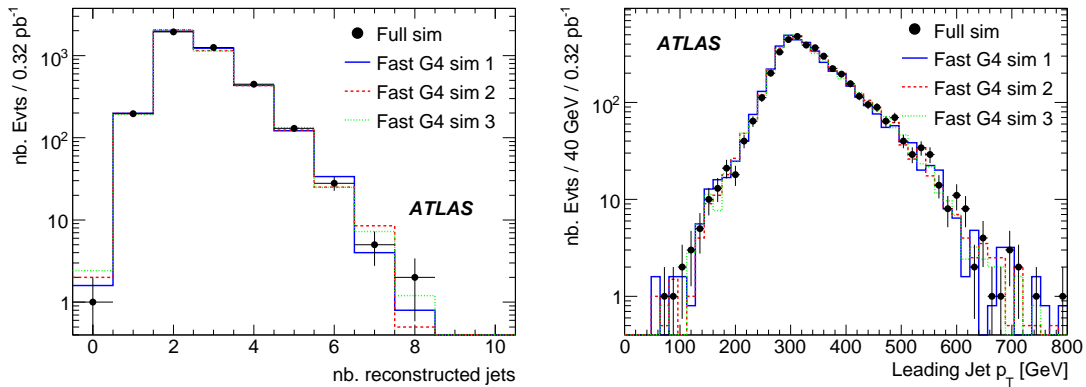 nb. Evts / 0.32 pb⁻¹
10³
10²
10
1
Full sim
Fast G4 sim 1
Fast G4 sim 2
Fast G4 sim 3
ATLAS
0 2 4 6 8 10
nb. reconstructed jets
nb. Evts / 40 GeV / 0.32 pb⁻¹
10²
10
1
ATLAS
Full sim
Fast G4 sim 1
Fast G4 sim 2
Fast G4 sim 3
0 100 200 300 400 500 600 700 800
Leading Jet p_T [GeV]